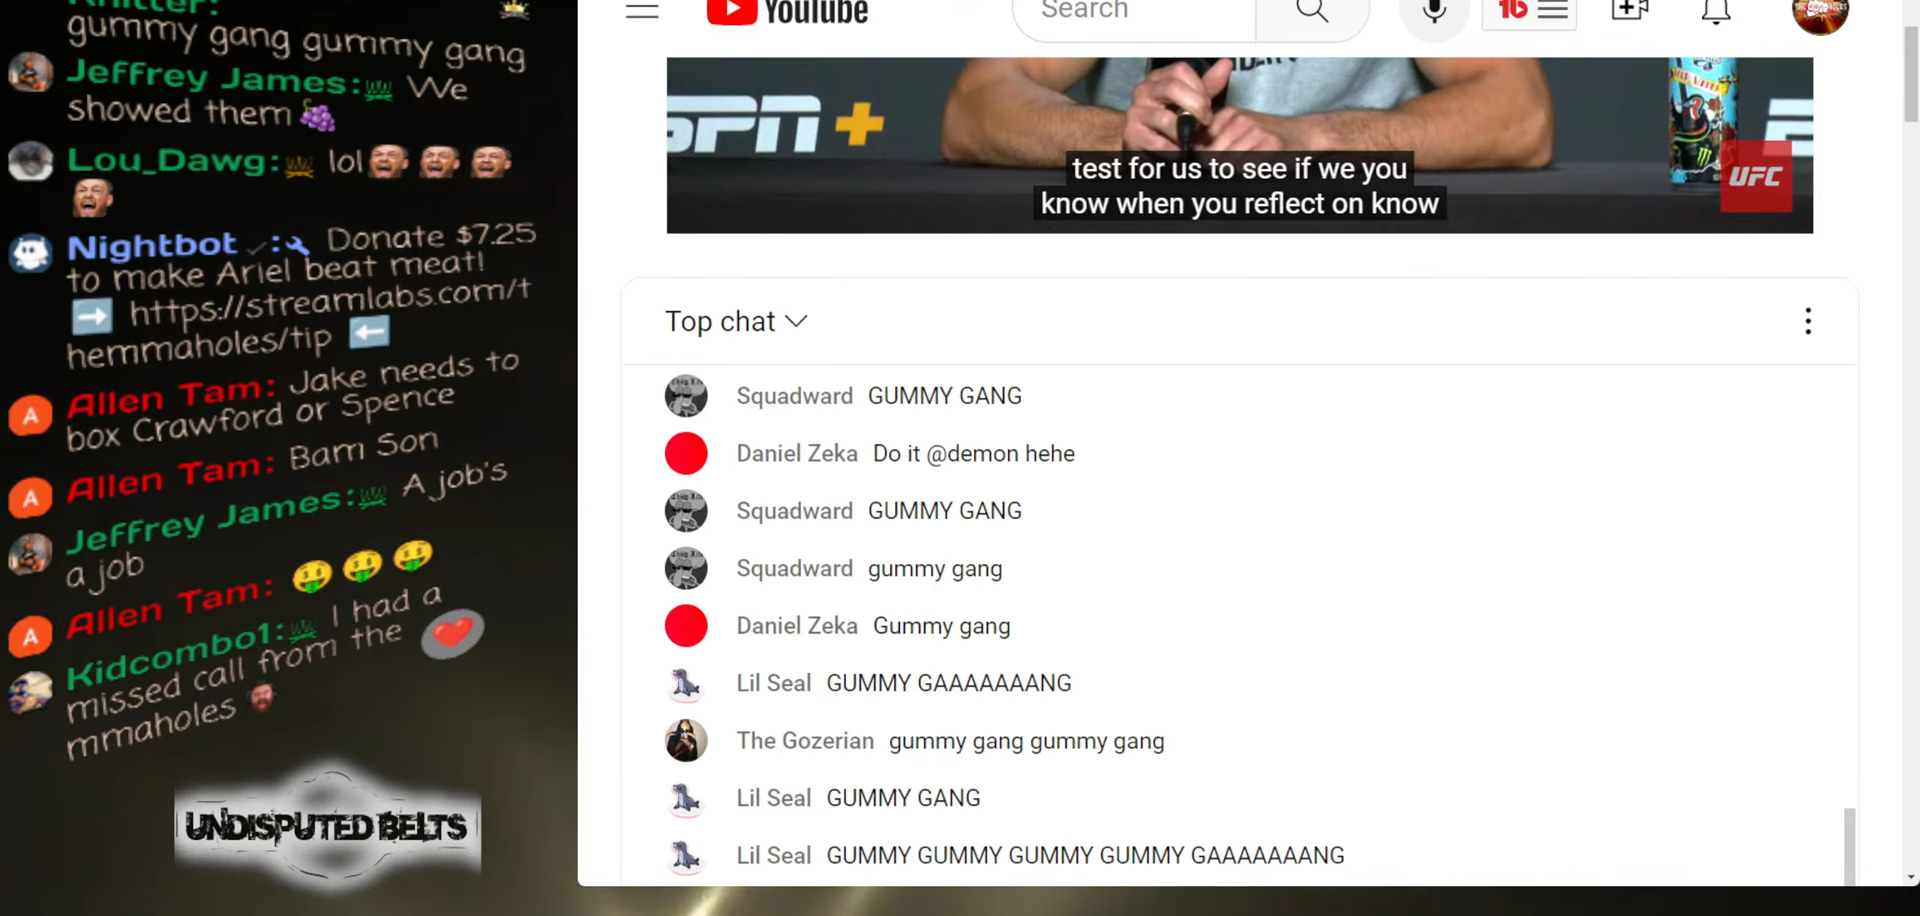 Knitter:
gummy gang gummy gang
Jeffrey James: We
showed them
Lou_Dawg: lol
Nightbot: Donate $7.25
to make Ariel beat meat!
https://streamlabs.com/t
hemmaholes/tip
Allen Tam: Jake needs to
box Crawford or Spence
Allen Tam: Bam Son
Jeffrey James: A job's
a job
Allen Tam:
Kidcombo1: I had a
missed call from the
mmaholes
UNDISPUTED BELTS
YouTube
Search
16
ESPN+
test for us to see if we you
know when you reflect on know
UFC
Top chat
Squadward GUMMY GANG
Daniel Zeka Do it @demon hehe
Squadward GUMMY GANG
Squadward gummy gang
Daniel Zeka Gummy gang
Lil Seal GUMMY GAAAAAAANG
The Gozerian gummy gang gummy gang
Lil Seal GUMMY GANG
Lil Seal GUMMY GUMMY GUMMY GUMMY GAAAAAAANG